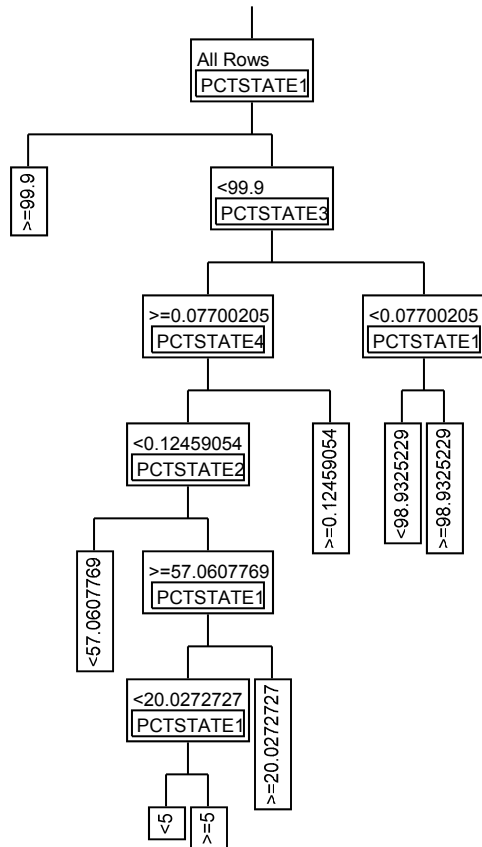 All Rows
PCTSTATE1
>=99.9
<99.9
PCTSTATE3
>=0.07700205
PCTSTATE4
<0.07700205
PCTSTATE1
<0.12459054
PCTSTATE2
>=0.12459054
<98.9325229
>=98.9325229
<57.0607769
>=57.0607769
PCTSTATE1
<20.0272727
PCTSTATE1
>=20.0272727
<5
>=5